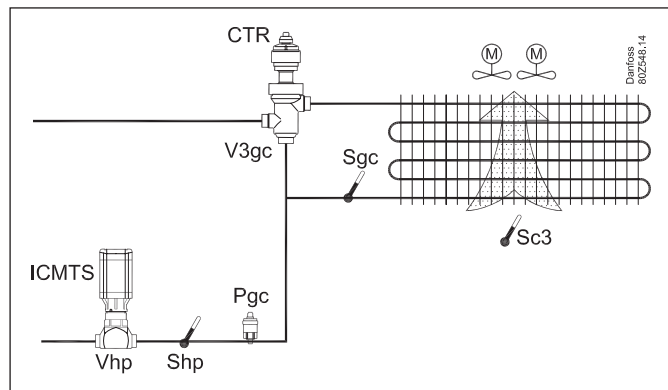 CTR
M
M
Danfoss
80Z548.14
V3gc
Sgc
Sc3
ICMTS
Pgc
Vhp
Shp